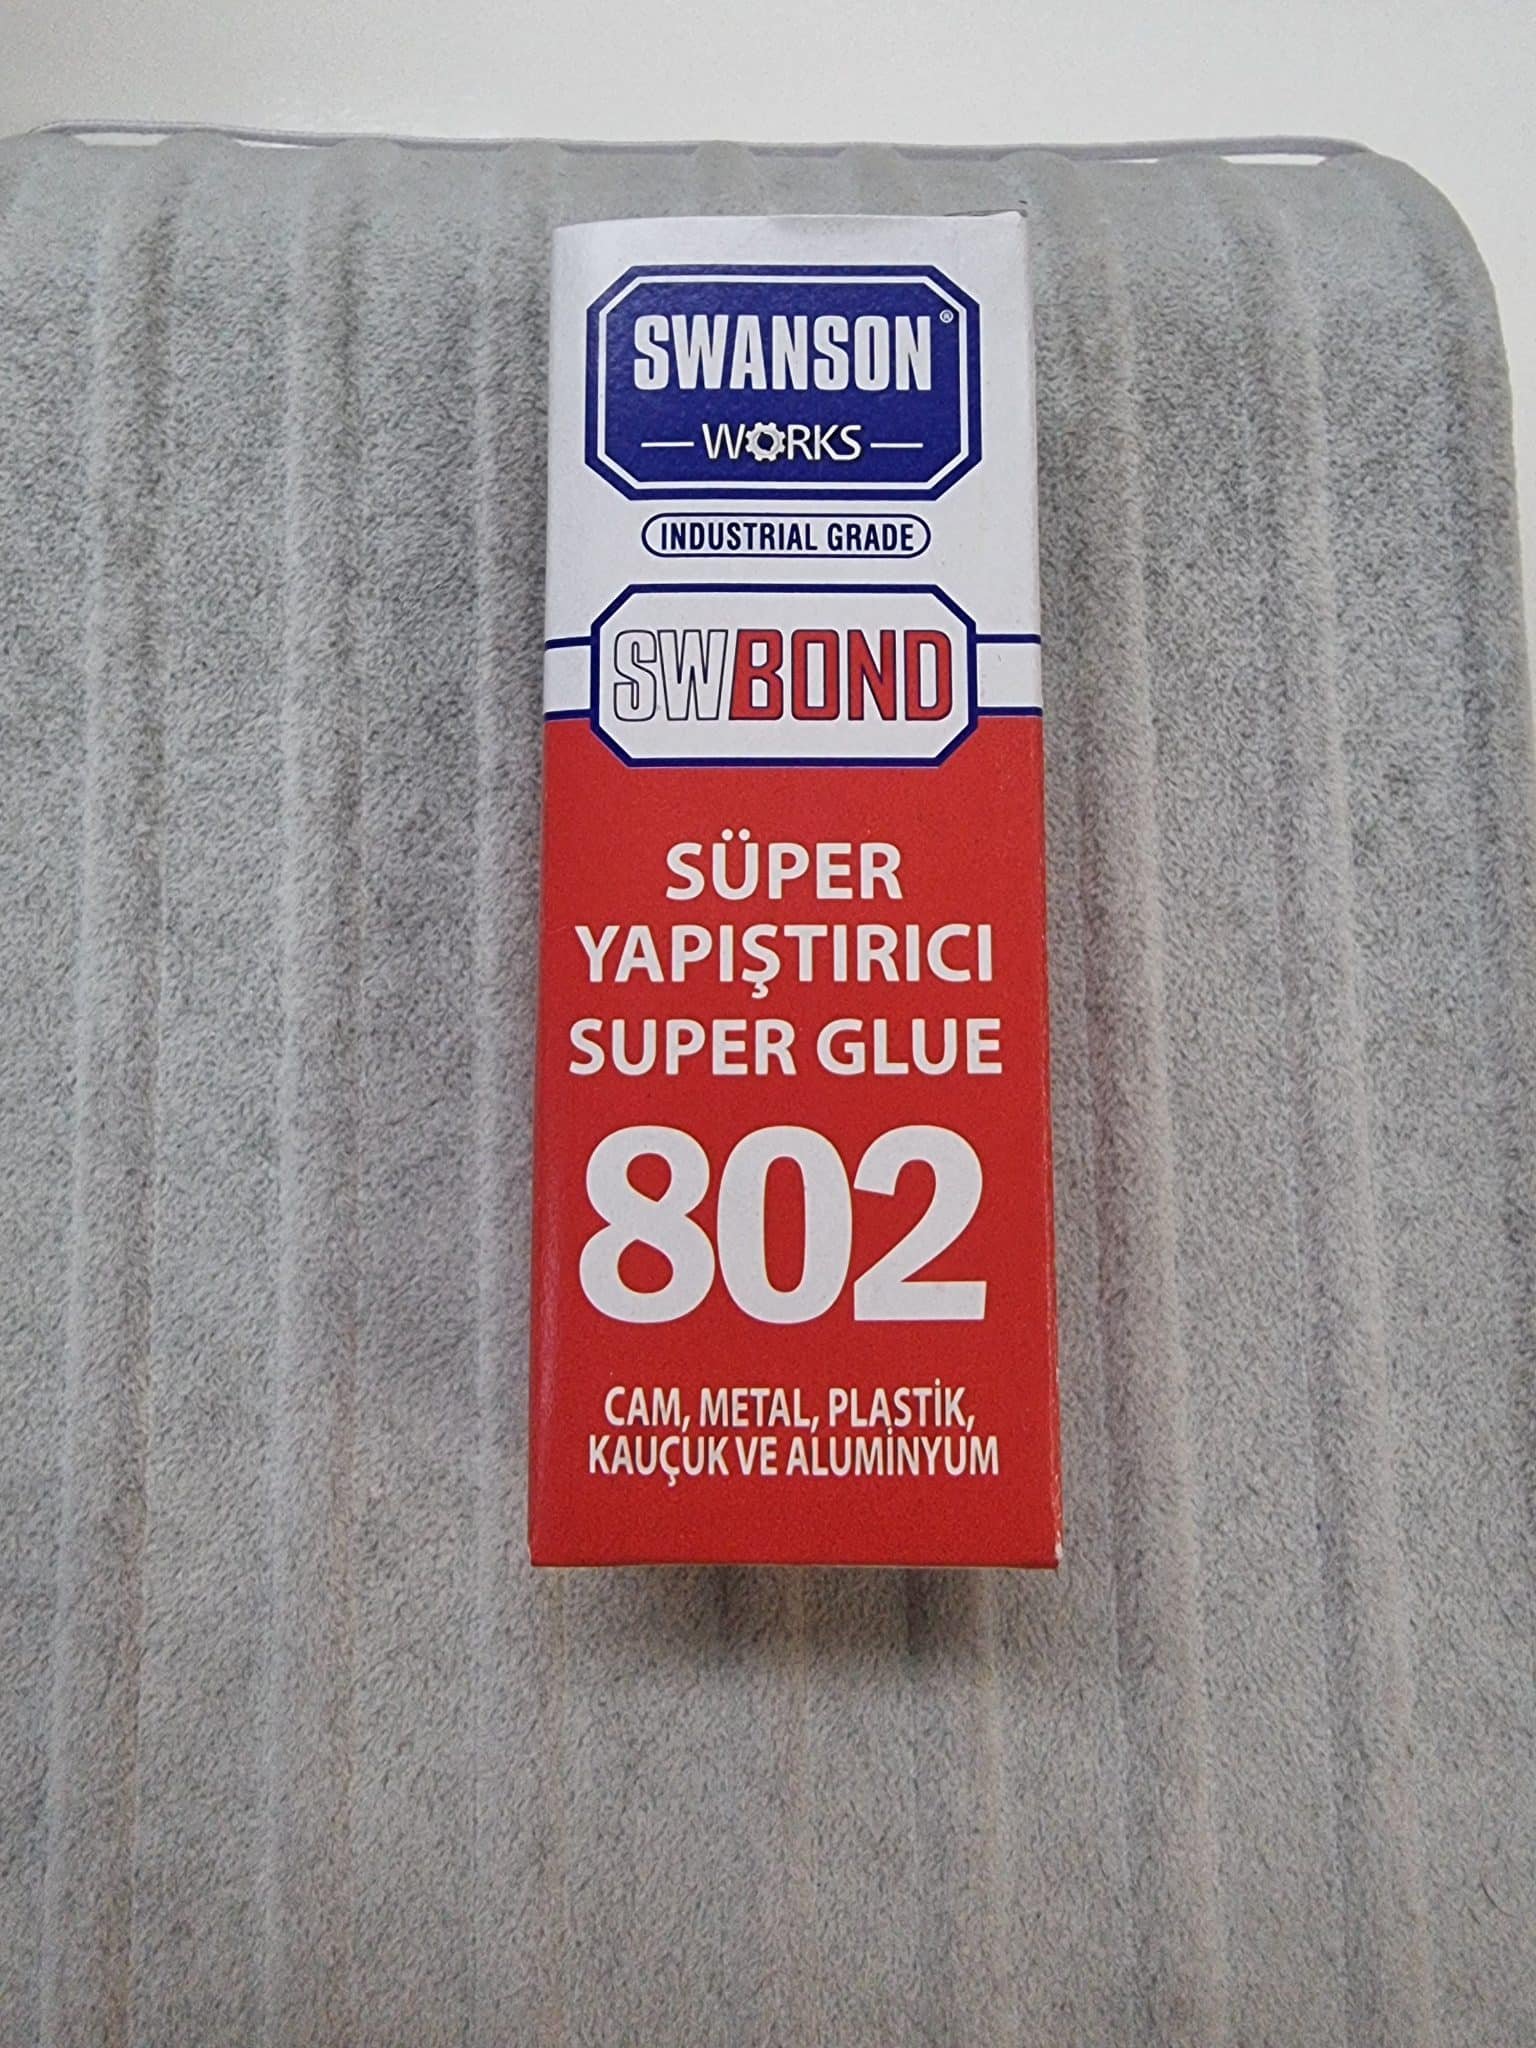 SWANSON®
WORKS
INDUSTRIAL GRADE
SWBOND
SÜPER
YAPIŞTIRICI
SUPER GLUE
802
CAM, METAL, PLASTİK,
KAUÇUK VE ALUMİNYUM